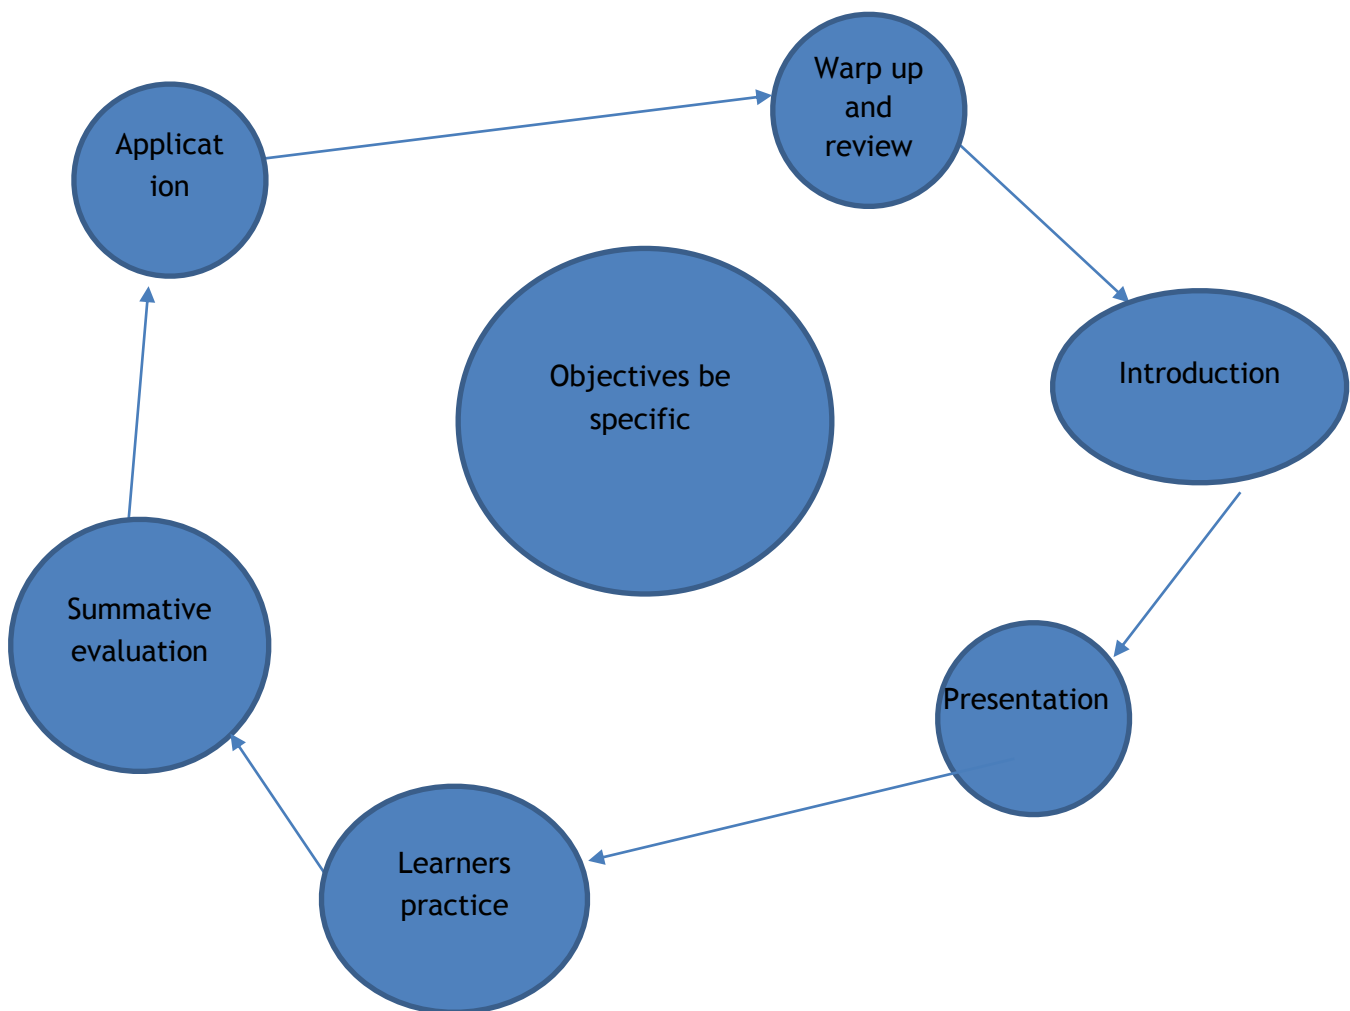 Warp up
and
review
Applicat
ion
Objectives be
specific
Introduction
Summative
evaluation
Presentation
Learners
practice